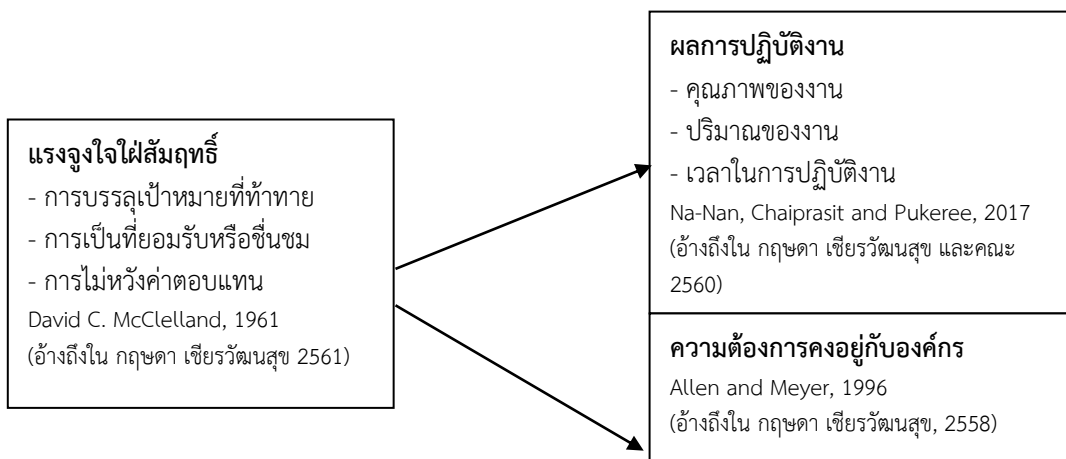 แรงจูงใจใฝ่สัมฤทธิ์
- การบรรลุเป้าหมายที่ท้าทาย
- การเป็นที่ยอมรับหรือชื่นชม
- การไม่หวังค่าตอบแทน
David C. McClelland, 1961
(อ้างถึงใน กฤษดา เชียรวัฒนสุข 2561)
ผลการปฏิบัติงาน
- คุณภาพของงาน
- ปริมาณของงาน
- เวลาในการปฏิบัติงาน
Na-Nan, Chaiprasit and Pukeree, 2017
(อ้างถึงใน กฤษดา เชียรวัฒนสุข และคณะ
2560)
ความต้องการคงอยู่กับองค์กร
Allen and Meyer, 1996
(อ้างถึงใน กฤษดา เชียรวัฒนสุข, 2558)